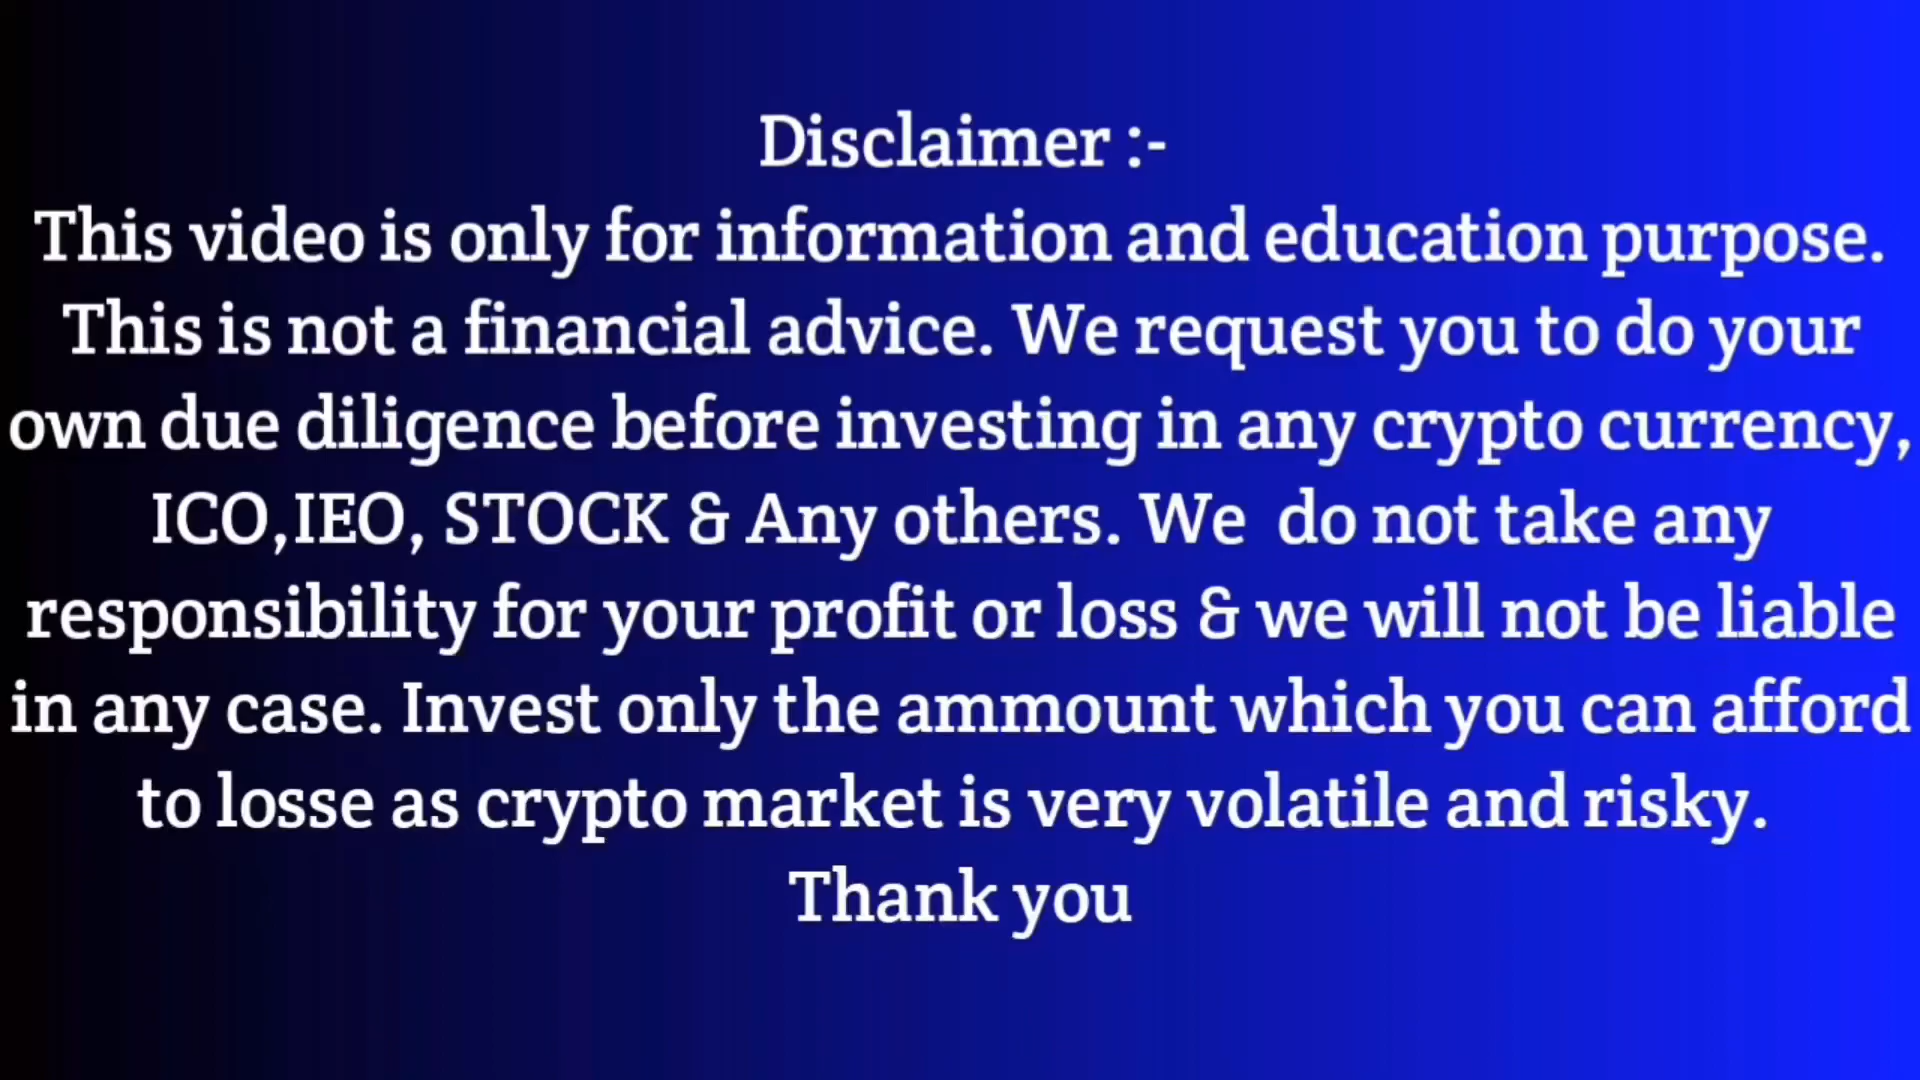 Disclaimer :-
This video is only for information and education purpose.
This is not a financial advice. We request you to do your
own due diligence before investing in any crypto currency,
ICO,IEO, STOCK & Any others. We  do not take any
responsibility for your profit or loss & we will not be liable
in any case. Invest only the ammount which you can afford
to losse as crypto market is very volatile and risky.
Thank you